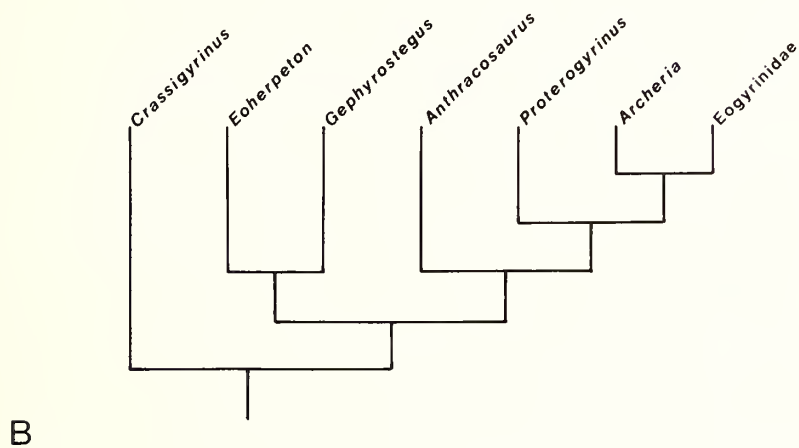 Crassigyrinus
Eoherpeton
Gephyrostegus
Anthracosaurus
Proterogyrinus
Archeria
Eogyrinidae
B